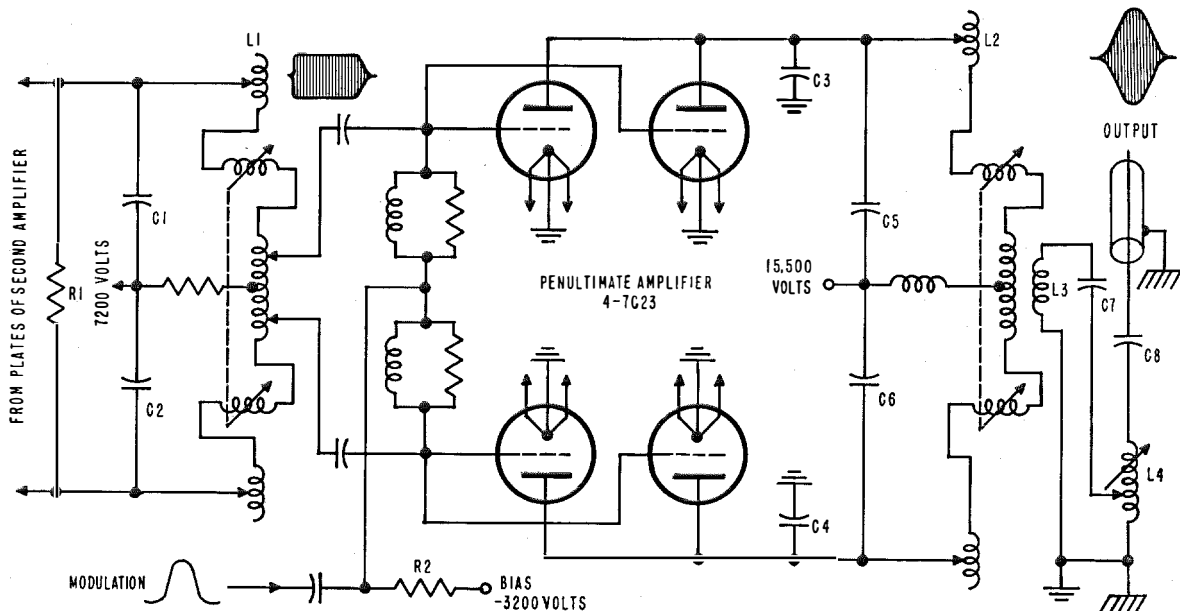 L1
L2
C3
OUTPUT
FROM PLATES OF SECOND AMPLIFIER
R1
7200 VOLTS
C1
C2
PENULTIMATE AMPLIFIER
4-7C23
15,500
VOLTS
C5
C6
L3
C7
C8
L4
C4
MODULATION
R2
BIAS
-3200 VOLTS